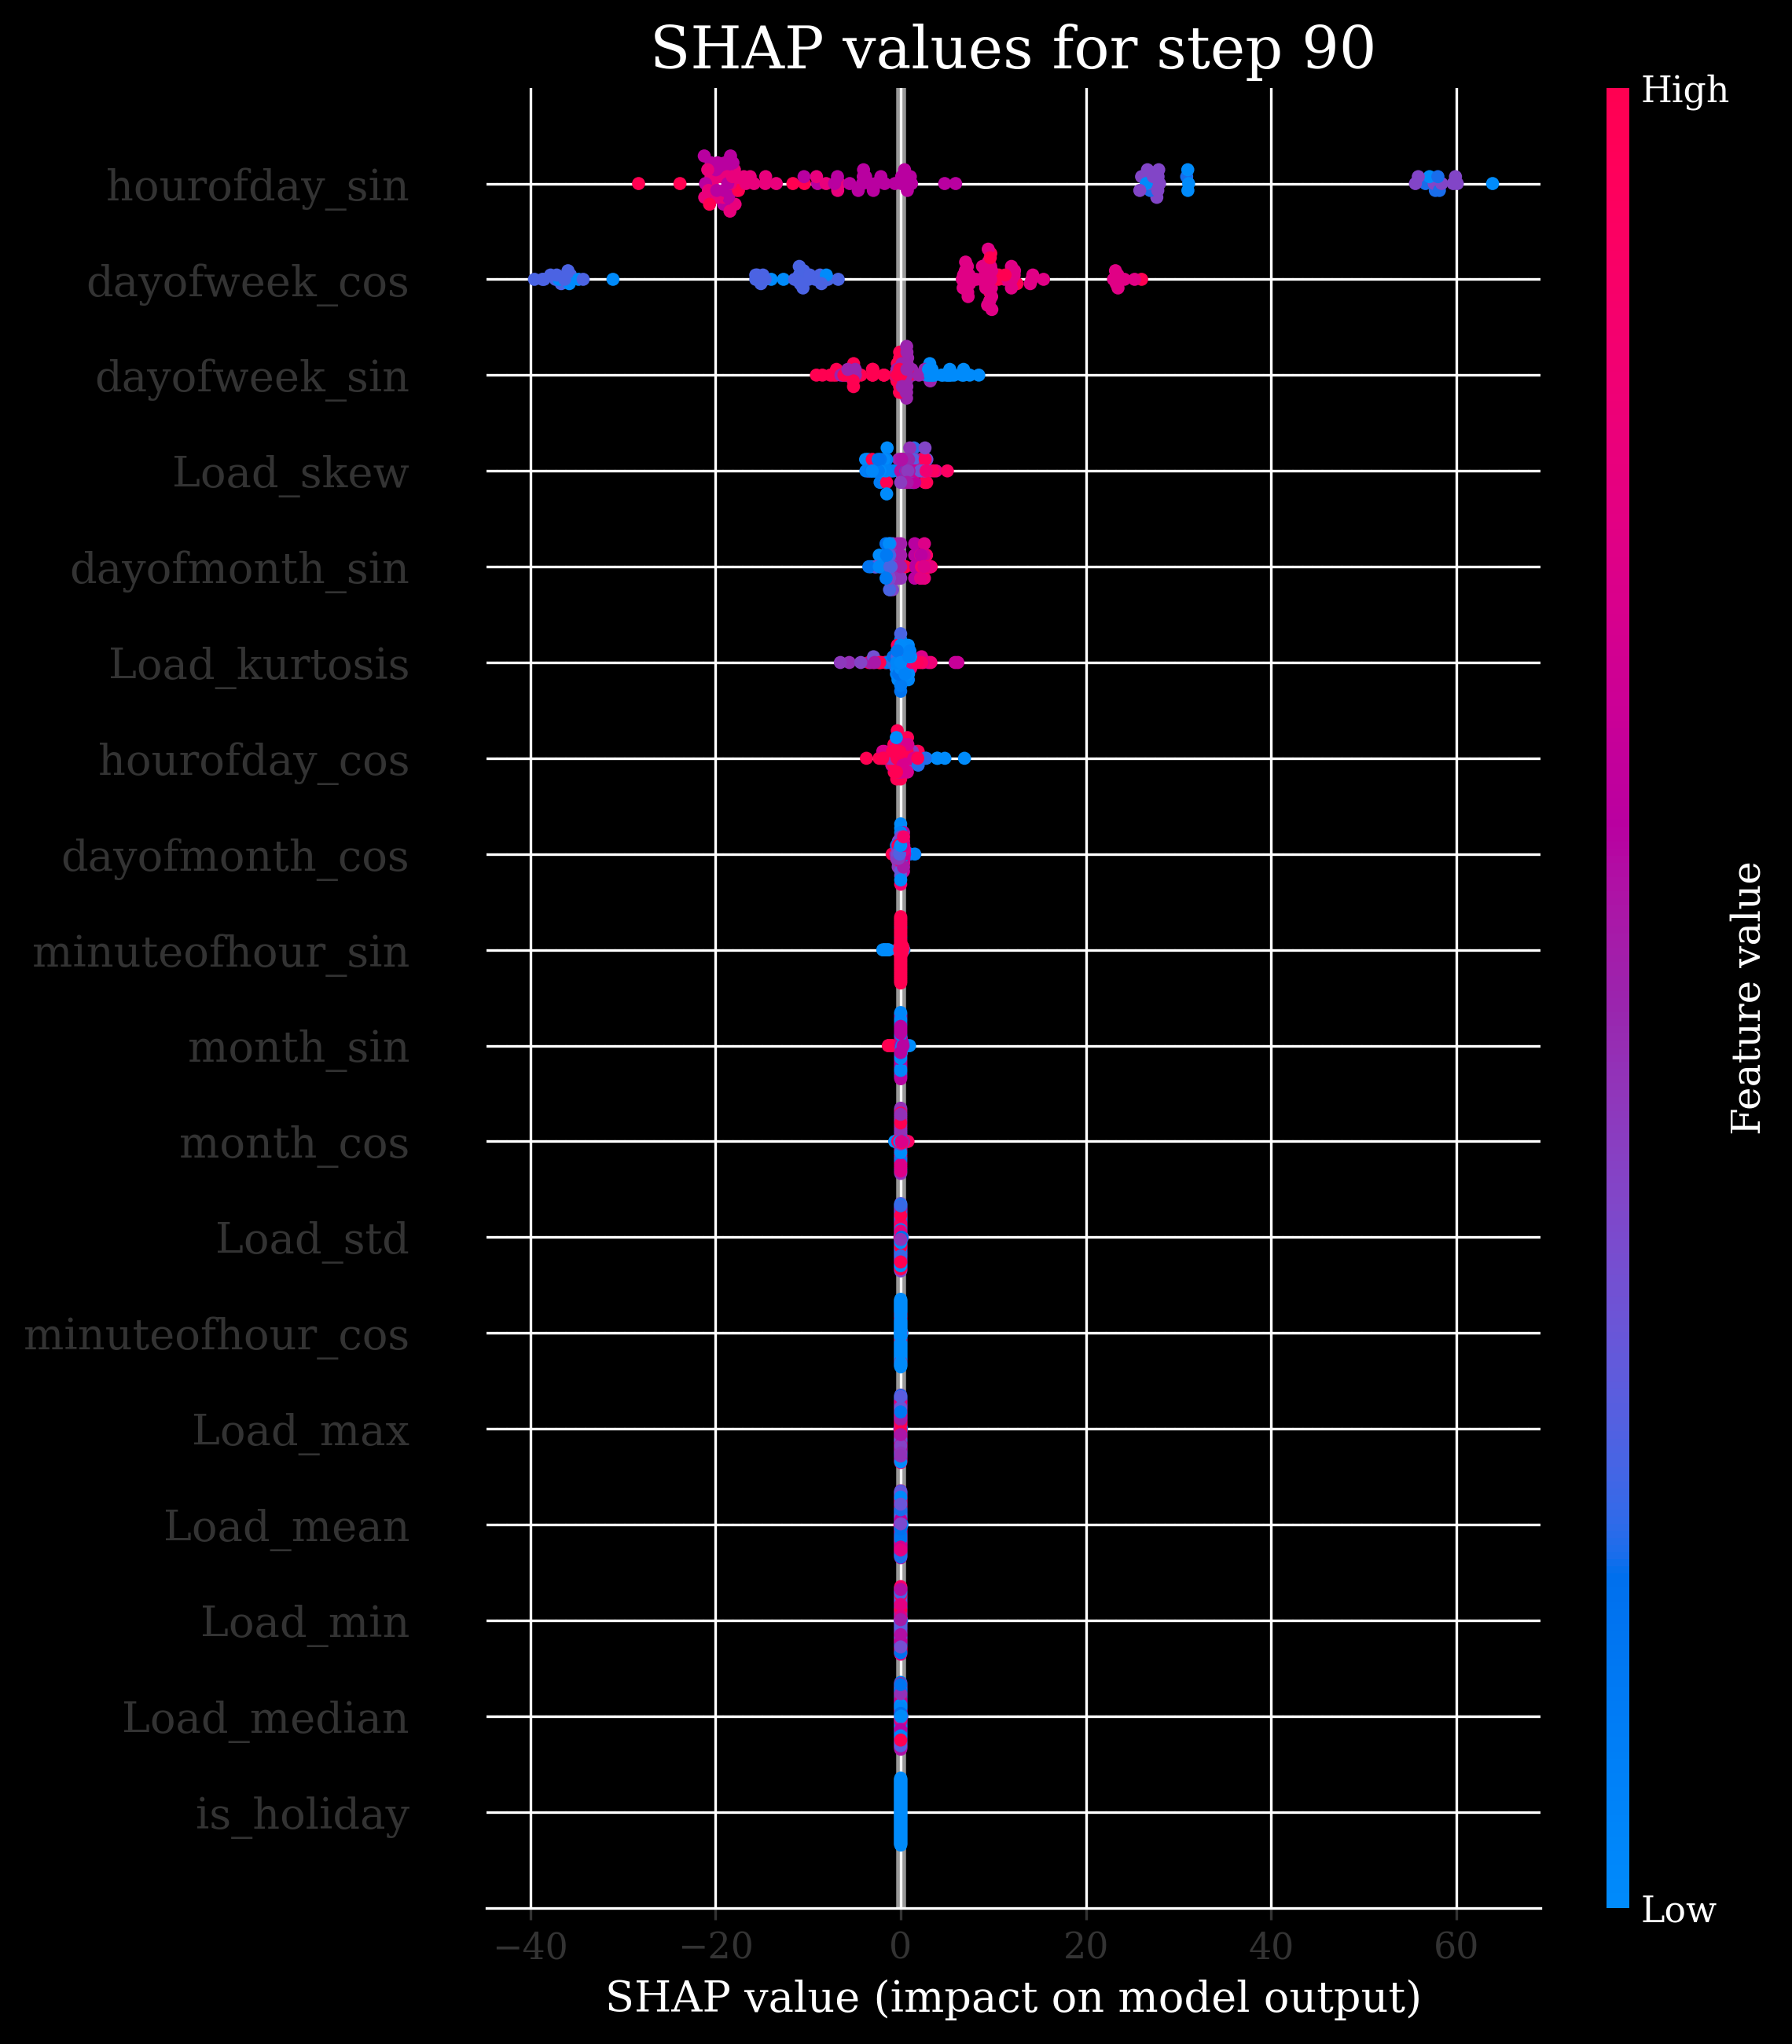 SHAP values for step 90
High
hourofday_sin
dayofweek_cos
dayofweek_sin
Load_skew
dayofmonth_sin
Load_kurtosis
hourofday_cos
dayofmonth_cos
minuteofhour_sin
month_sin
month_cos
Load_std
minuteofhour_cos
Load_max
Load_mean
Load_min
Load_median
is_holiday
Feature value
Low
−40 −20 0 20 40 60
SHAP value (impact on model output)